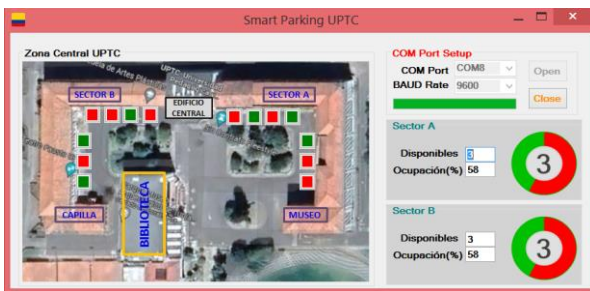 Smart Parking UPTC
Zona Central UPTC
SECTOR B
EDIFICIO
CENTRAL
SECTOR A
CAPILLA
BIBLIOTECA
MUSEO
COM Port Setup
COM Port COM8 Open
BAUD Rate 9600
Close
Sector A
Disponibles 3
Ocupación(%) 58
3
Sector B
Disponibles 3
Ocupación(%) 58
3